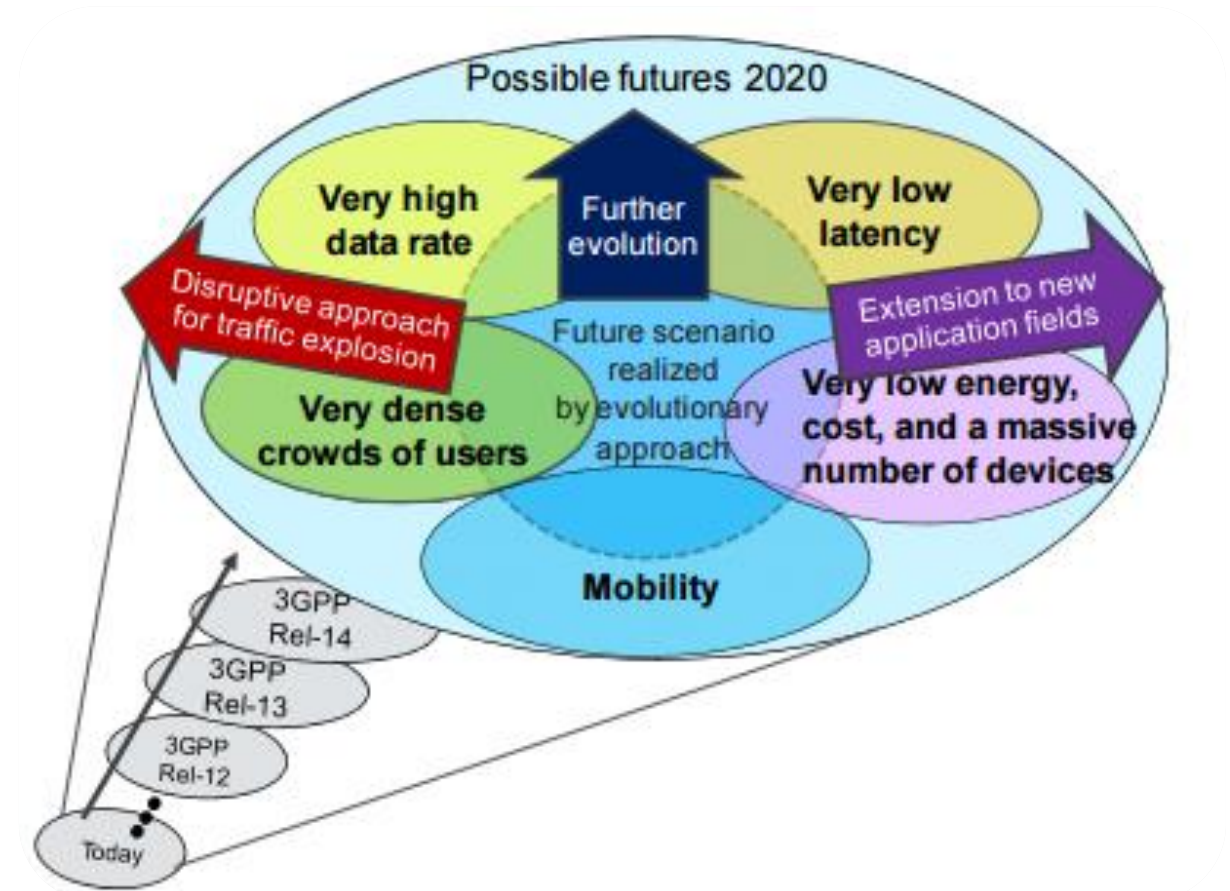 Possible futures 2020
Very high
data rate
Further
evolution
Very low
latency
Disruptive approach
for traffic explosion
Extension to new
application fields
Future scenario
realized
by evolutionary
approach
Very dense
crowds of users
Very low energy,
cost, and a massive
number of devices
Mobility
3GPP
Rel-14
3GPP
Rel-13
3GPP
Rel-12
Today